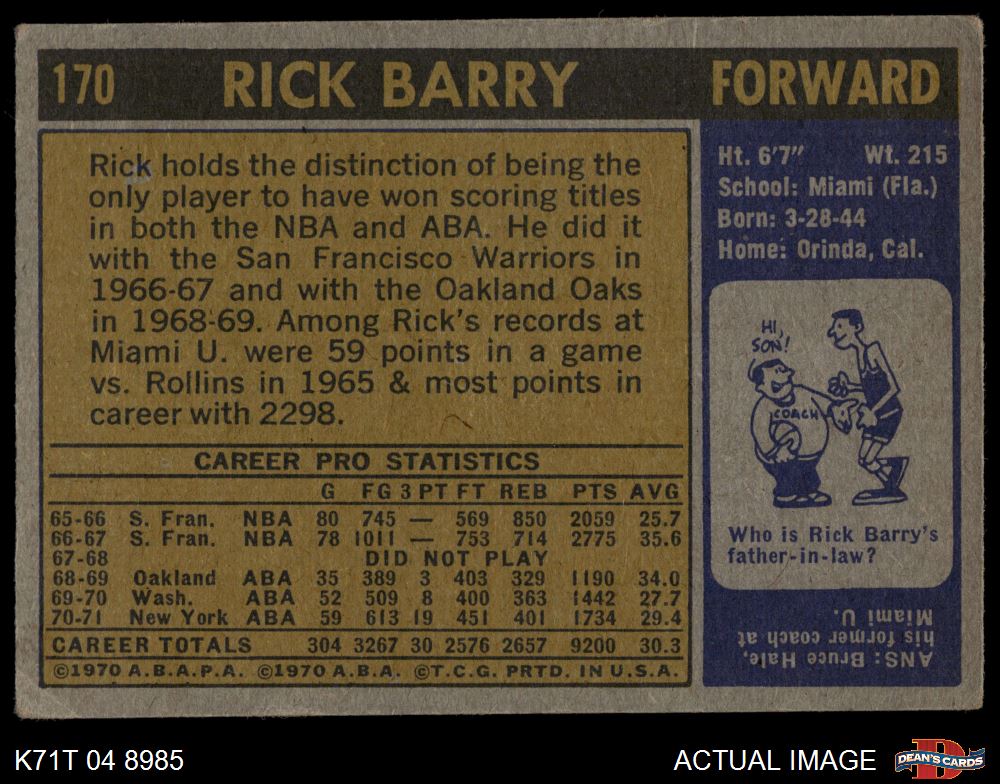 170 RICK BARRY FORWARD
Rick holds the distinction of being the
only player to have won scoring titles
in both the NBA and ABA. He did it
with the San Francisco Warriors in
1966-67 and with the Oakland Oaks
in 1968-69. Among Rick's records at
Miami U. were 59 points in a game
vs. Rollins in 1965 & most points in
career with 2298.
CAREER PRO STATISTICS
G FG 3 PT FT REB PTS AVG
65-66 S. Fran. NBA 80 745 — 569 850 2059 25.7
66-67 S. Fran. NBA 78 1011 — 753 714 2775 35.6
67-68 DID NOT PLAY
68-69 Oakland ABA 35 389 3 403 329 1190 34.0
69-70 Wash. ABA 52 509 8 400 363 1442 27.7
70-71 New York ABA 59 613 19 451 401 1734 29.4
CAREER TOTALS 304 3267 30 2576 2657 9200 30.3
©1970 A.B.A.P.A. ©1970 A.B.A. ©T.C.G. PRTD. IN U.S.A.
Ht. 6'7" Wt. 215
School: Miami (Fla.)
Born: 3-28-44
Home: Orinda, Cal.
HI,
SON!
COACH
Who is Rick Barry's
father-in-law?
ANS: Bruce Hale,
his former coach at
Miami U.
K71T 04 8985
ACTUAL IMAGE
DEAN'S CARDS